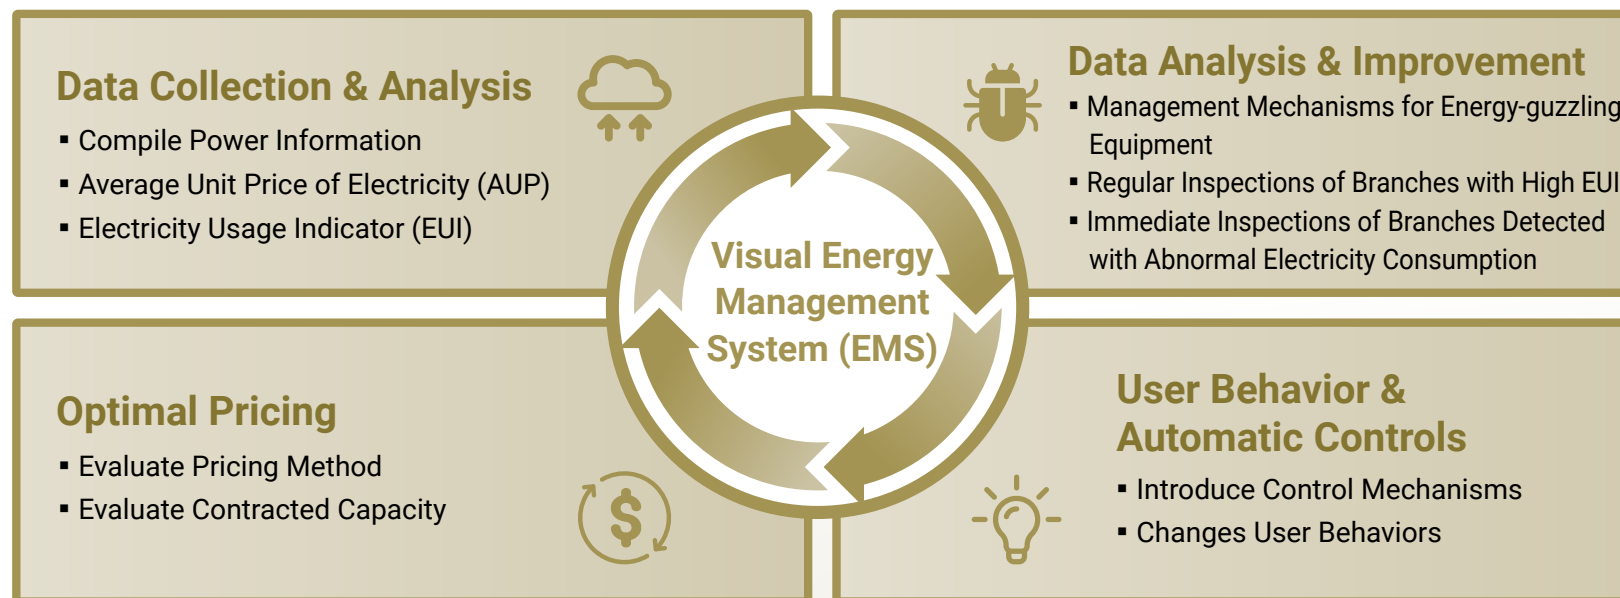 Data Collection & Analysis
▪ Compile Power Information
▪ Average Unit Price of Electricity (AUP)
▪ Electricity Usage Indicator (EUI)
Data Analysis & Improvement
▪ Management Mechanisms for Energy-guzzling
Equipment
▪ Regular Inspections of Branches with High EUI
▪ Immediate Inspections of Branches Detected
with Abnormal Electricity Consumption
Visual Energy
Management
System (EMS)
Optimal Pricing
▪ Evaluate Pricing Method
▪ Evaluate Contracted Capacity
$
User Behavior &
Automatic Controls
▪ Introduce Control Mechanisms
▪ Changes User Behaviors